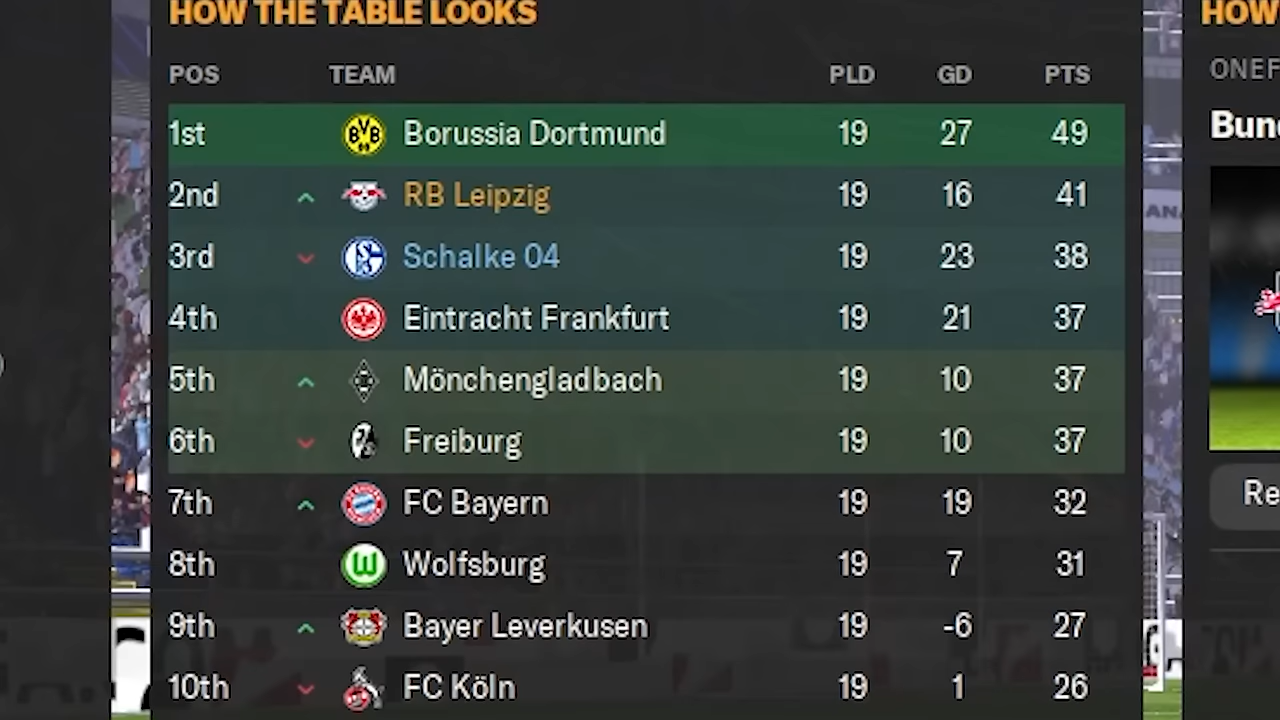 HOW THE TABLE LOOKS
POS TEAM PLD GD PTS
1st Borussia Dortmund 19 27 49
2nd RB Leipzig 19 16 41
3rd Schalke 04 19 23 38
4th Eintracht Frankfurt 19 21 37
5th Mönchengladbach 19 10 37
6th Freiburg 19 10 37
7th FC Bayern 19 19 32
8th Wolfsburg 19 7 31
9th Bayer Leverkusen 19 -6 27
10th FC Köln 19 1 26
HOW
ONEF
Bun
Re